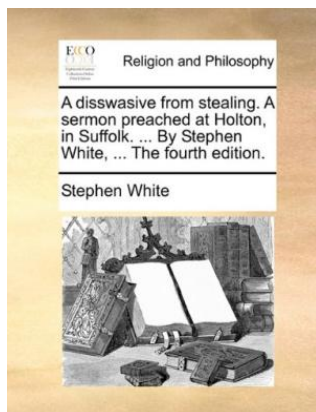 ECCO
Religion and Philosophy
A disswasive from stealing. A
sermon preached at Holton,
in Suffolk. ... By Stephen
White, ... The fourth edition.
Stephen White